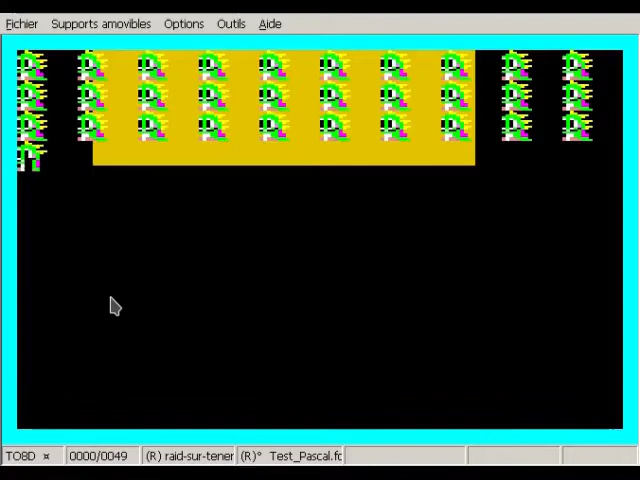 Fichier Supports amovibles Options Outils Aide
TO8D ¤ 0000/0049 (R) raid-sur-tener (R)° Test_Pascal.fc